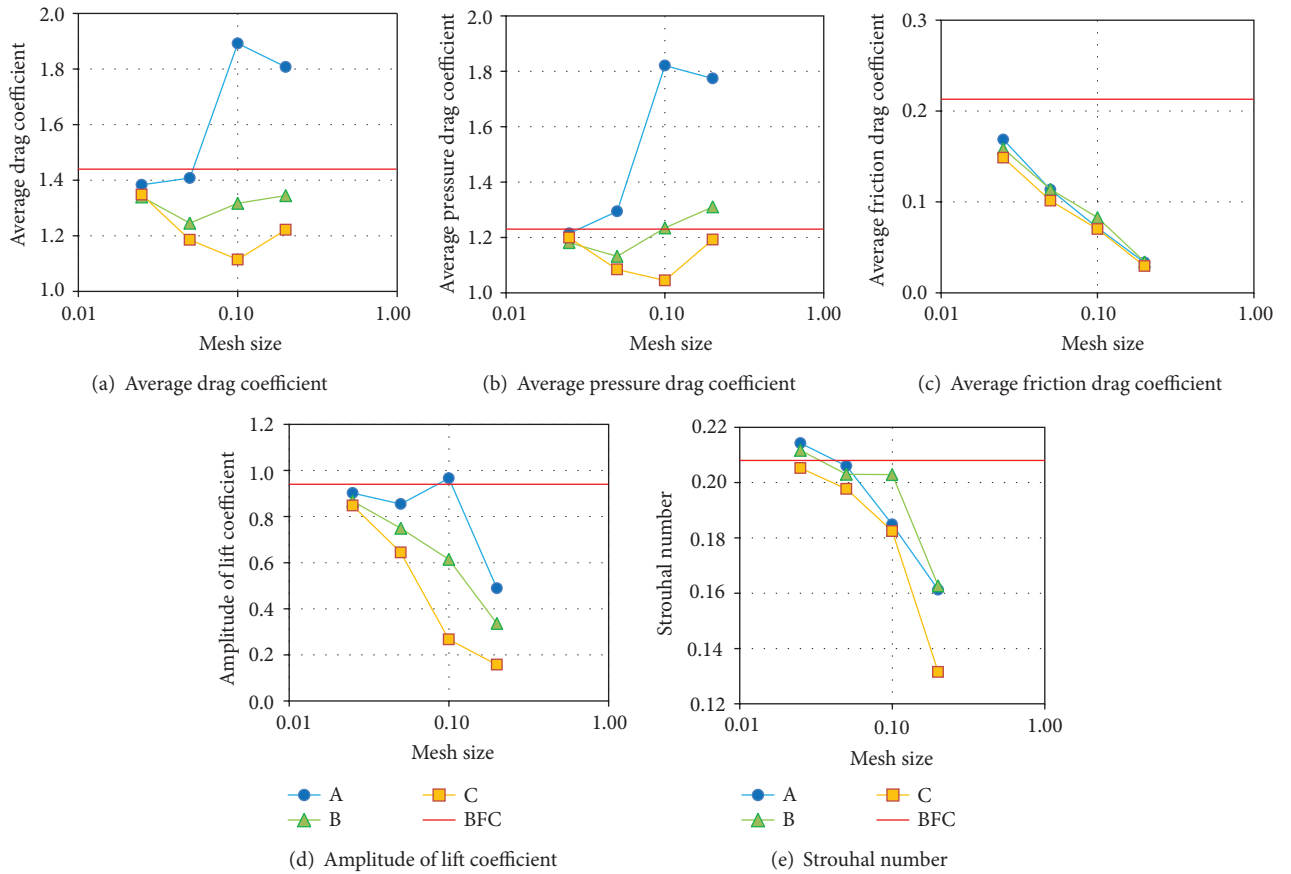 Average drag coefficient
2.0
1.8
1.6
1.4
1.2
1.0
0.01
0.10
1.00
Mesh size
(a) Average drag coefficient
Average pressure drag coefficient
2.0
1.8
1.6
1.4
1.2
1.0
0.01
0.10
1.00
Mesh size
(b) Average pressure drag coefficient
Average friction drag coefficient
0.3
0.2
0.1
0.0
0.01
0.10
1.00
Mesh size
(c) Average friction drag coefficient
Amplitude of lift coefficient
1.2
1.0
0.8
0.6
0.4
0.2
0.0
0.01
0.10
1.00
Mesh size
A
C
B
BFC
(d) Amplitude of lift coefficient
Strouhal number
0.22
0.20
0.18
0.16
0.14
0.12
0.01
0.10
1.00
Mesh size
A
C
B
BFC
(e) Strouhal number